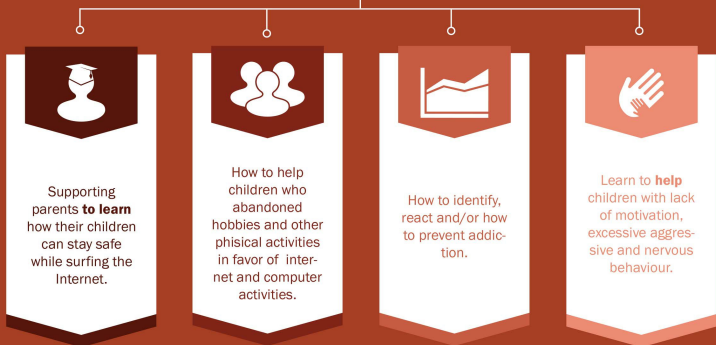 Supporting
parents to learn
how their children
can stay safe
while surfing the
Internet.
How to help
children who
abandoned
hobbies and other
phisical activities
in favor of inter-
net and computer
activities.
How to identify,
react and/or how
to prevent addic-
tion.
Learn to help
children with lack
of motivation,
excessive aggres-
sive and nervous
behaviour.